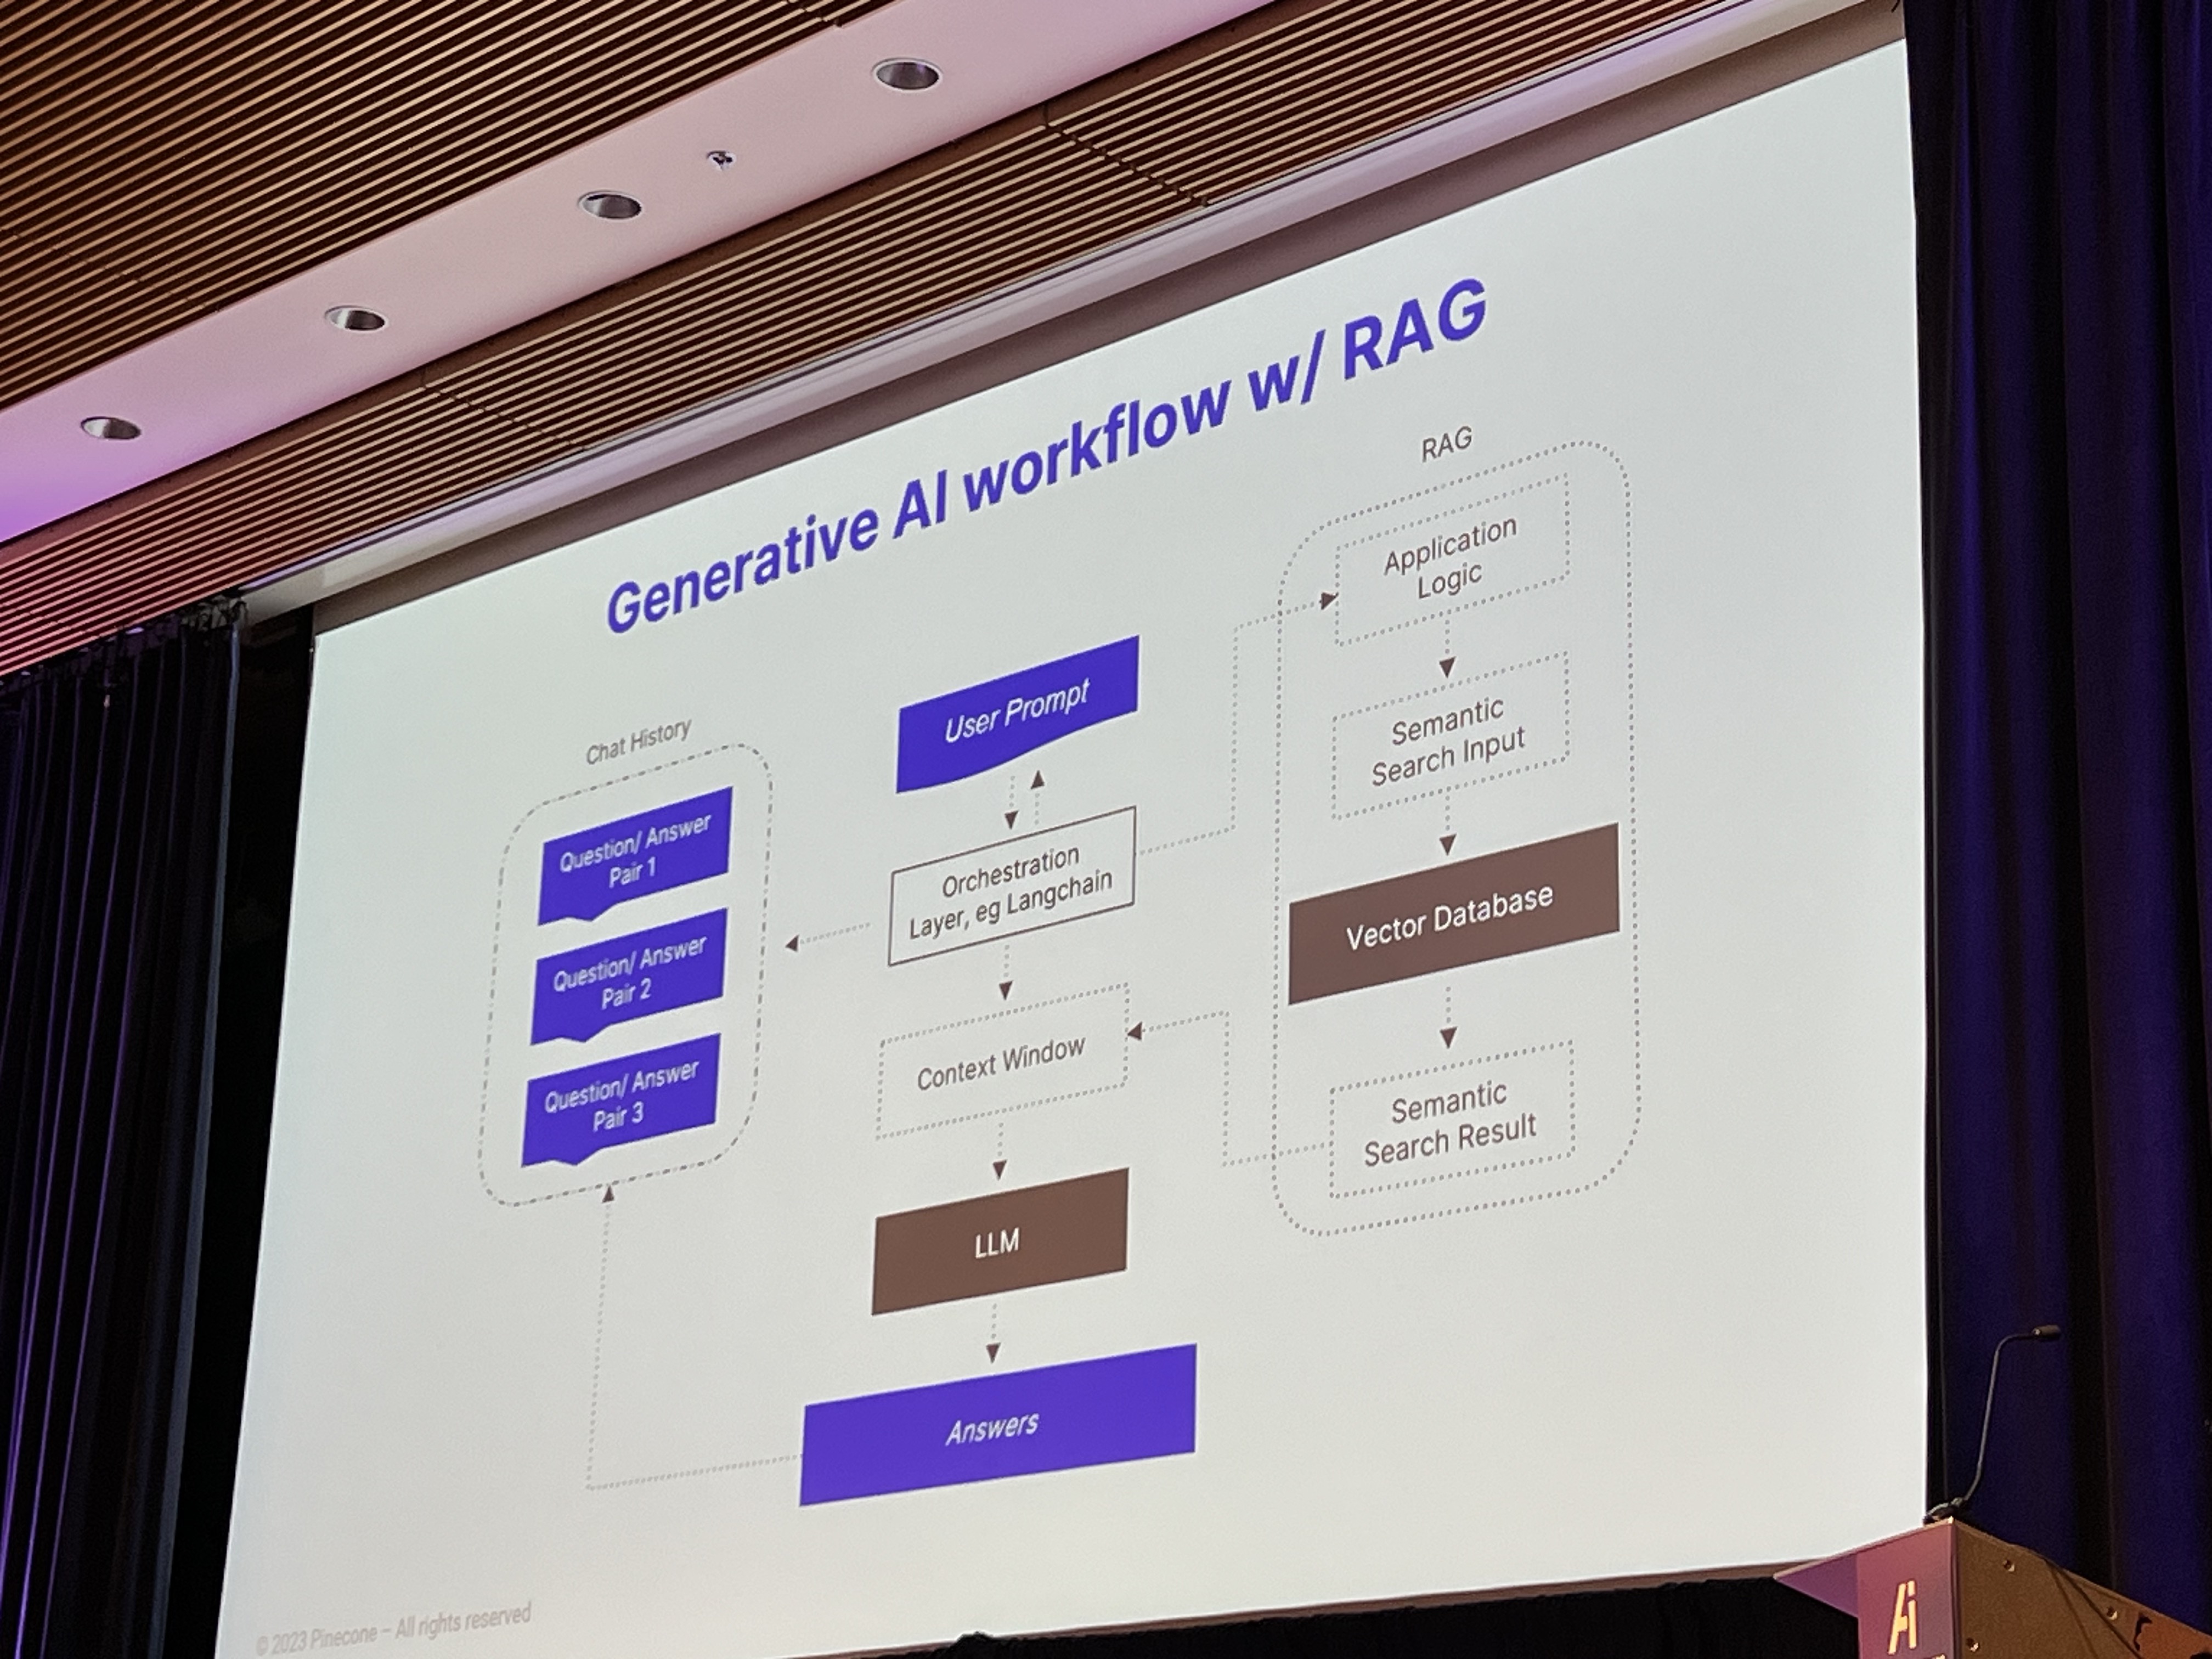 Generative AI workflow w/ RAG
RAG
Application
Logic
Semantic
Search Input
Vector Database
Semantic
Search Result
User Prompt
Orchestration
Layer, eg Langchain
Context Window
LLM
Answers
Chat History
Question/ Answer
Pair 1
Question/ Answer
Pair 2
Question/ Answer
Pair 3
© 2023 Pinecone – All rights reserved
Ai